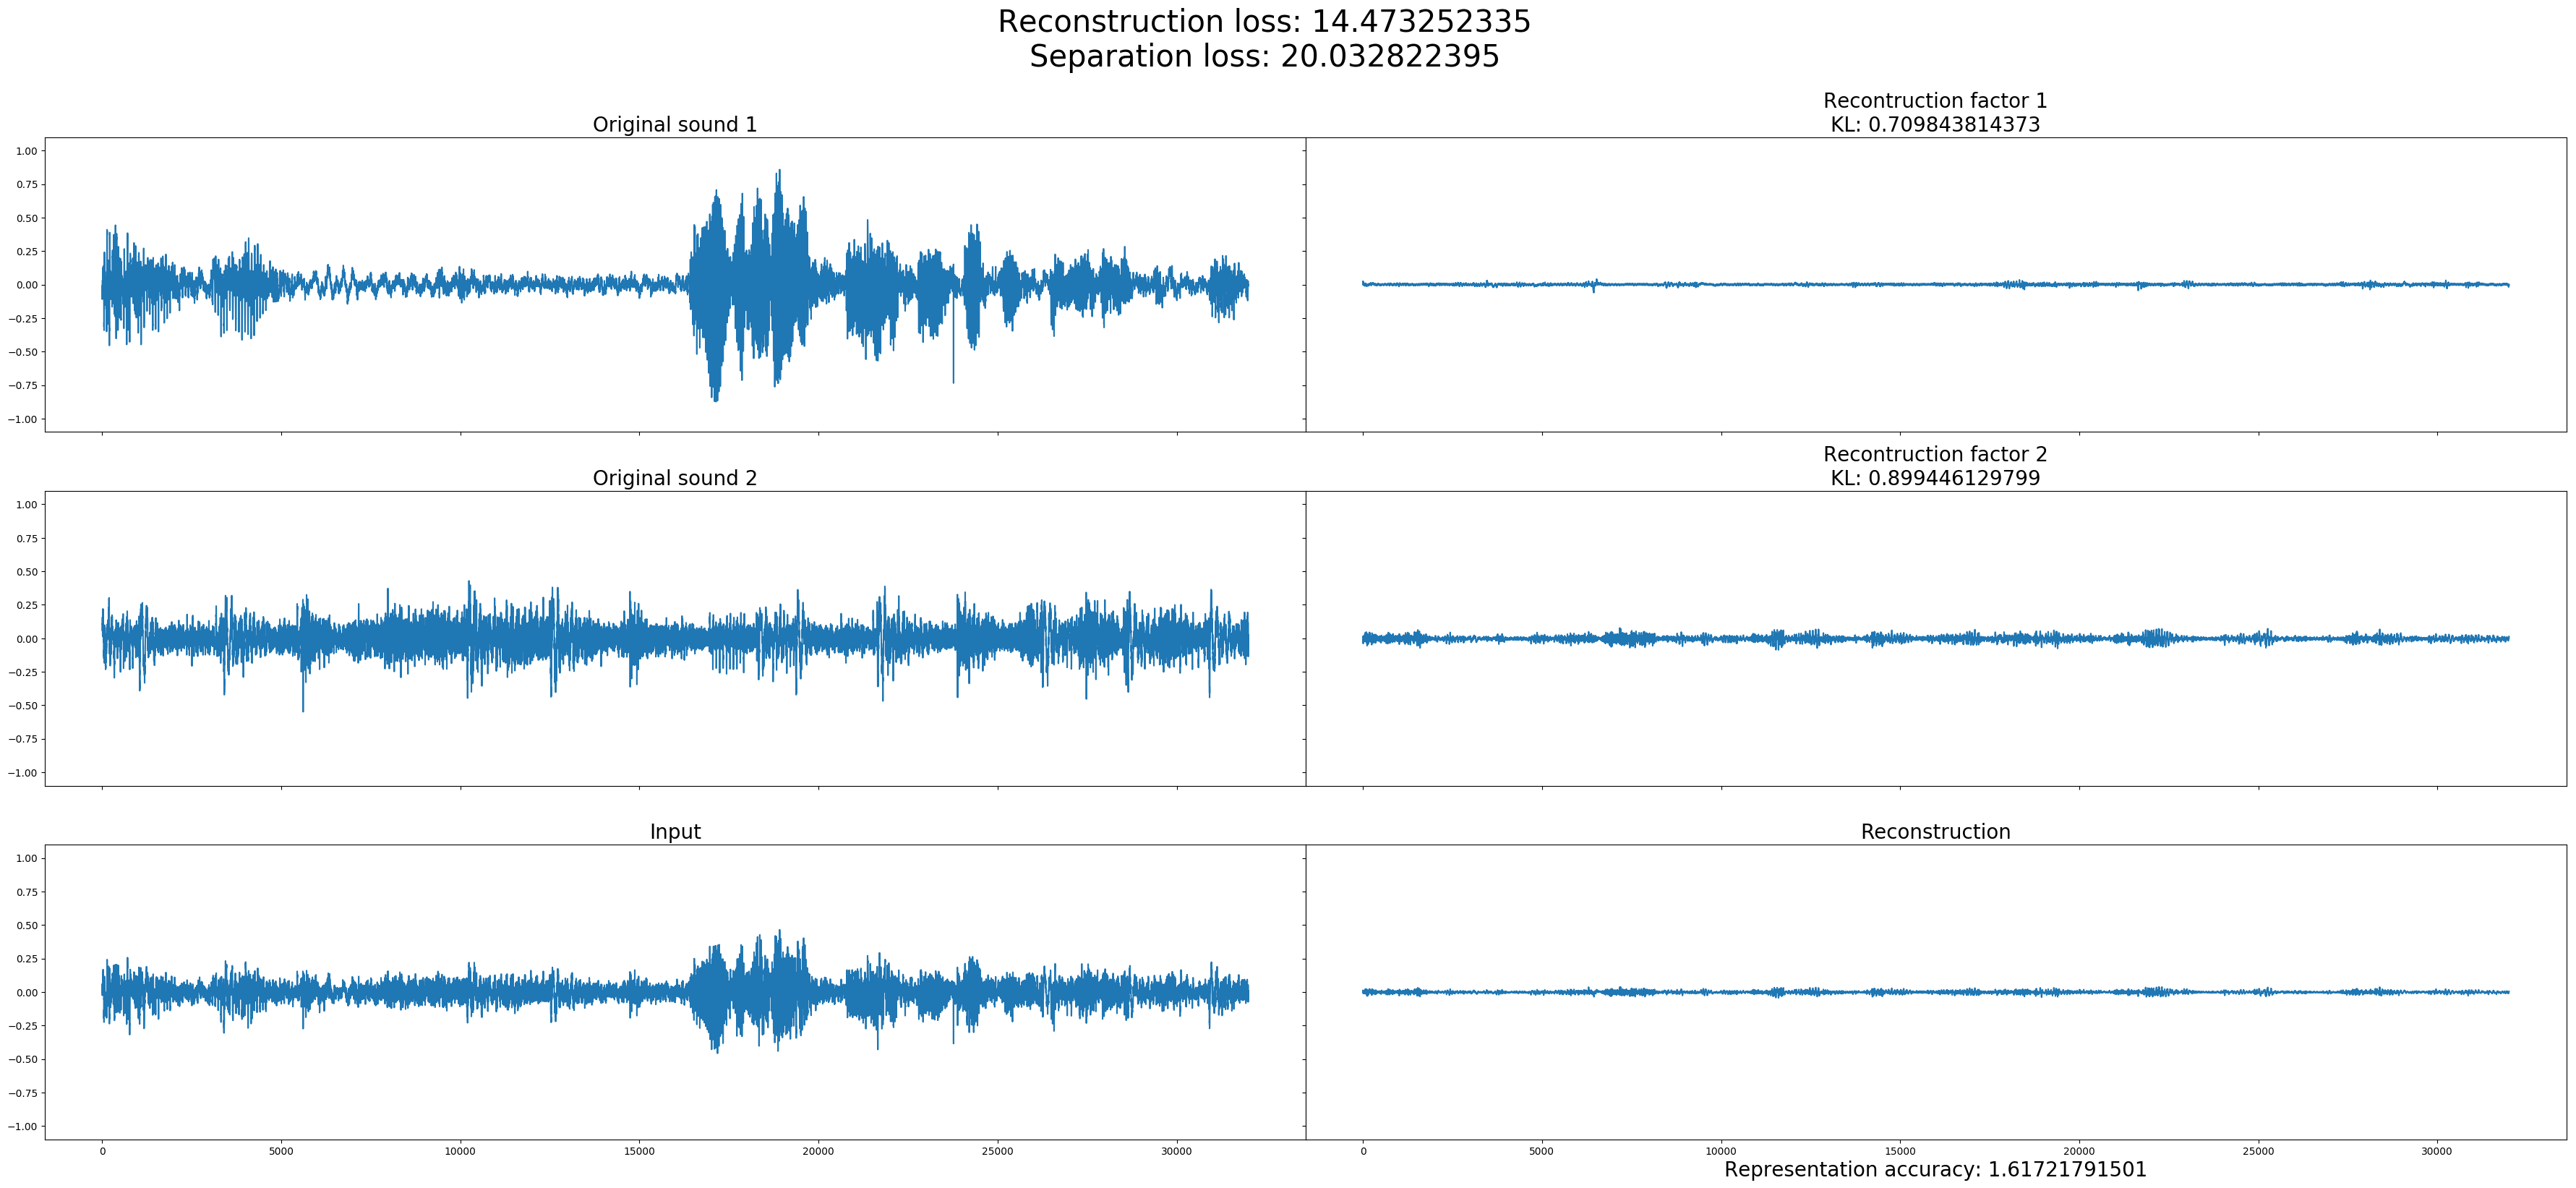 Reconstruction loss: 14.473252335
Separation loss: 20.032822395
Original sound 1
Recontruction factor 1
KL: 0.709843814373
1.00
0.75
0.50
0.25
0.00
−0.25
−0.50
−0.75
−1.00
Original sound 2
Recontruction factor 2
KL: 0.899446129799
1.00
0.75
0.50
0.25
0.00
−0.25
−0.50
−0.75
−1.00
Input
Reconstruction
1.00
0.75
0.50
0.25
0.00
−0.25
−0.50
−0.75
−1.00
0 5000 10000 15000 20000 25000 30000
0 5000 10000 15000 20000 25000 30000
Representation accuracy: 1.61721791501